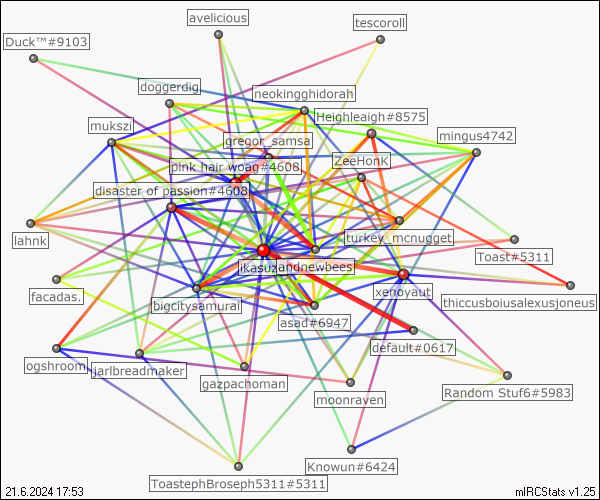 avelicious
tescoroll
Duck™#9103
doggerdig
neokingghidorah
Heighleaigh#8575
mukszi
gregor_samsa
mingus4742
pink hair woag#4608
ZeeHonK
disaster of passion#4608
lahnk
turkey_mcnugget
Toast#5311
jkasuz
andnewbees
facadas.
bigcitysamurai
xenoyaut
thiccusboiusalexusjoneus
asad#6947
default#0617
ogshroom
jarlbreadmaker
gazpachoman
moonraven
Random Stuf6#5983
Knowun#6424
ToastephBroseph5311#5311
21.6.2024 17:53
mIRCStats v1.25